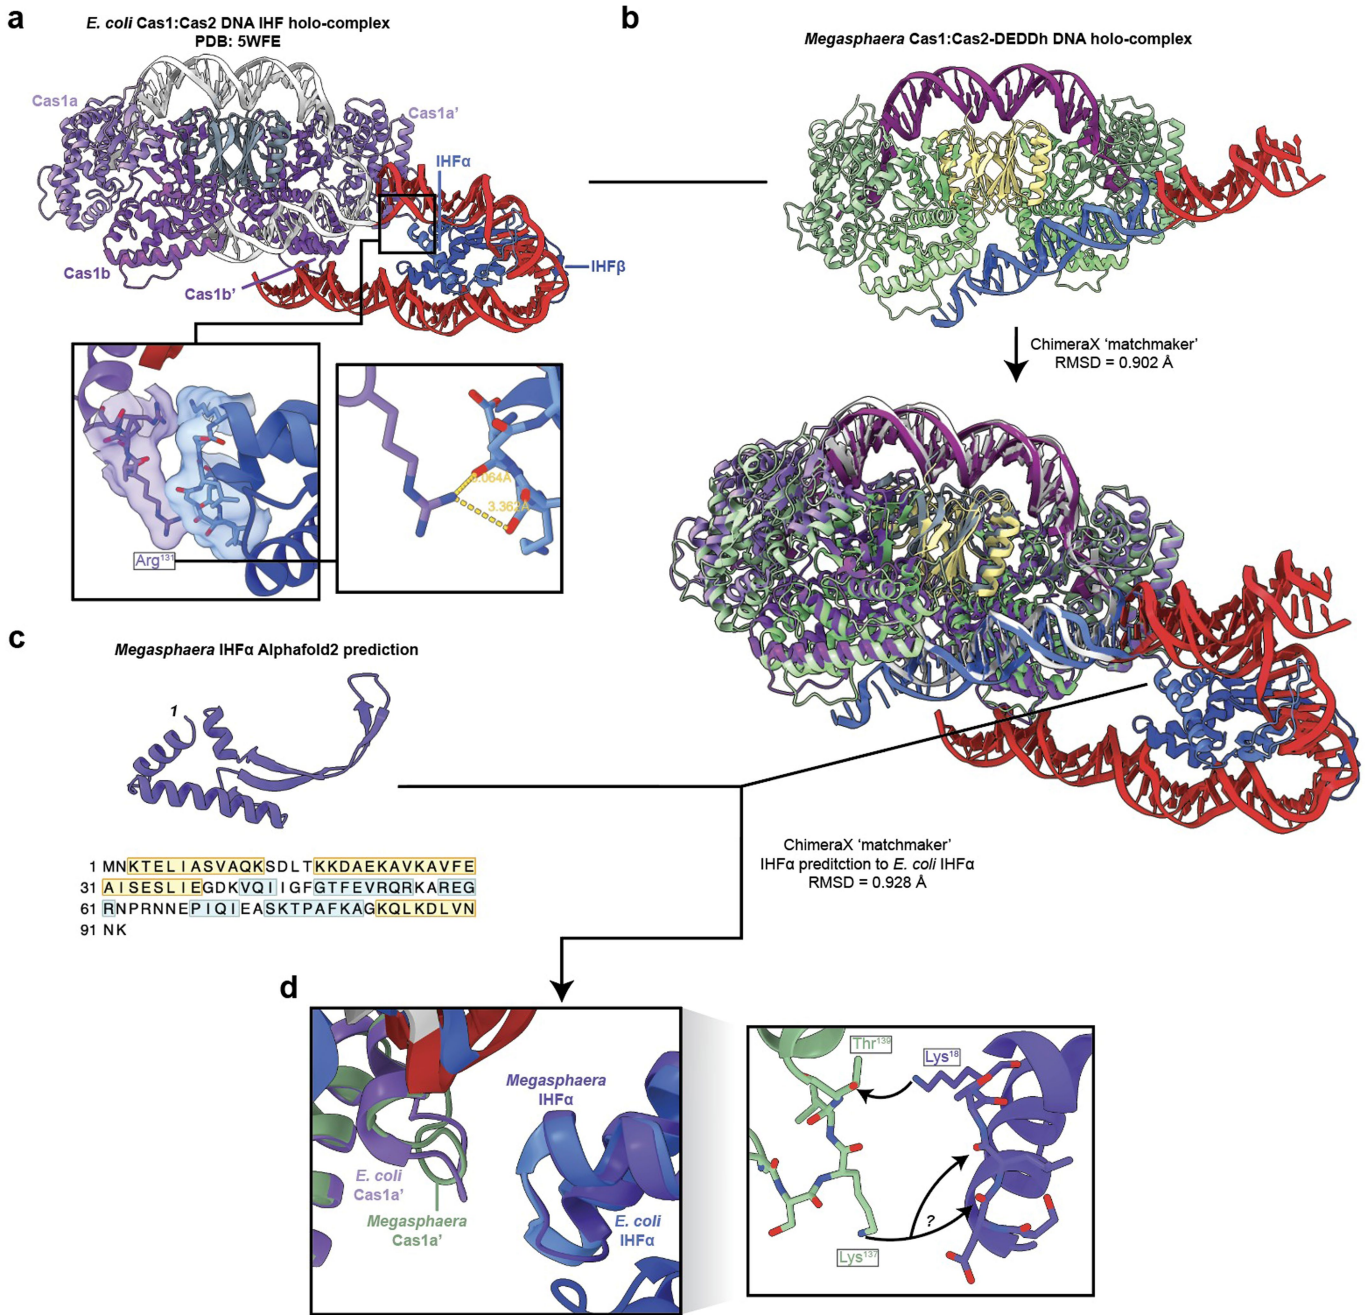 a
E. coli Cas1:Cas2 DNA IHF holo-complex
PDB: 5WFE
Cas1a
Cas1a’
IHFα
Cas1b
Cas1b’
IHFβ
Arg131
3.362Å
b
Megasphaera Cas1:Cas2-DEDDh DNA holo-complex
ChimeraX ‘matchmaker’
RMSD = 0.902 Å
c
Megasphaera IHFα Alphafold2 prediction
1
1 MNKTELIASVAQKSDLTKKDAEKAVKAVFE
31 AISESLIEGDKVQIIGFGTFEVRQRKAREG
61 RNPRNNEPIQIEASKTPAFKAGKQLKDLVN
91 NK
ChimeraX ‘matchmaker’
IHFα preditction to E. coli IHFα
RMSD = 0.928 Å
d
Megasphaera
IHFα
E. coli
Cas1a’
Megasphaera
Cas1a’
E. coli
IHFα
Thr139
Lys18
?
Lys137